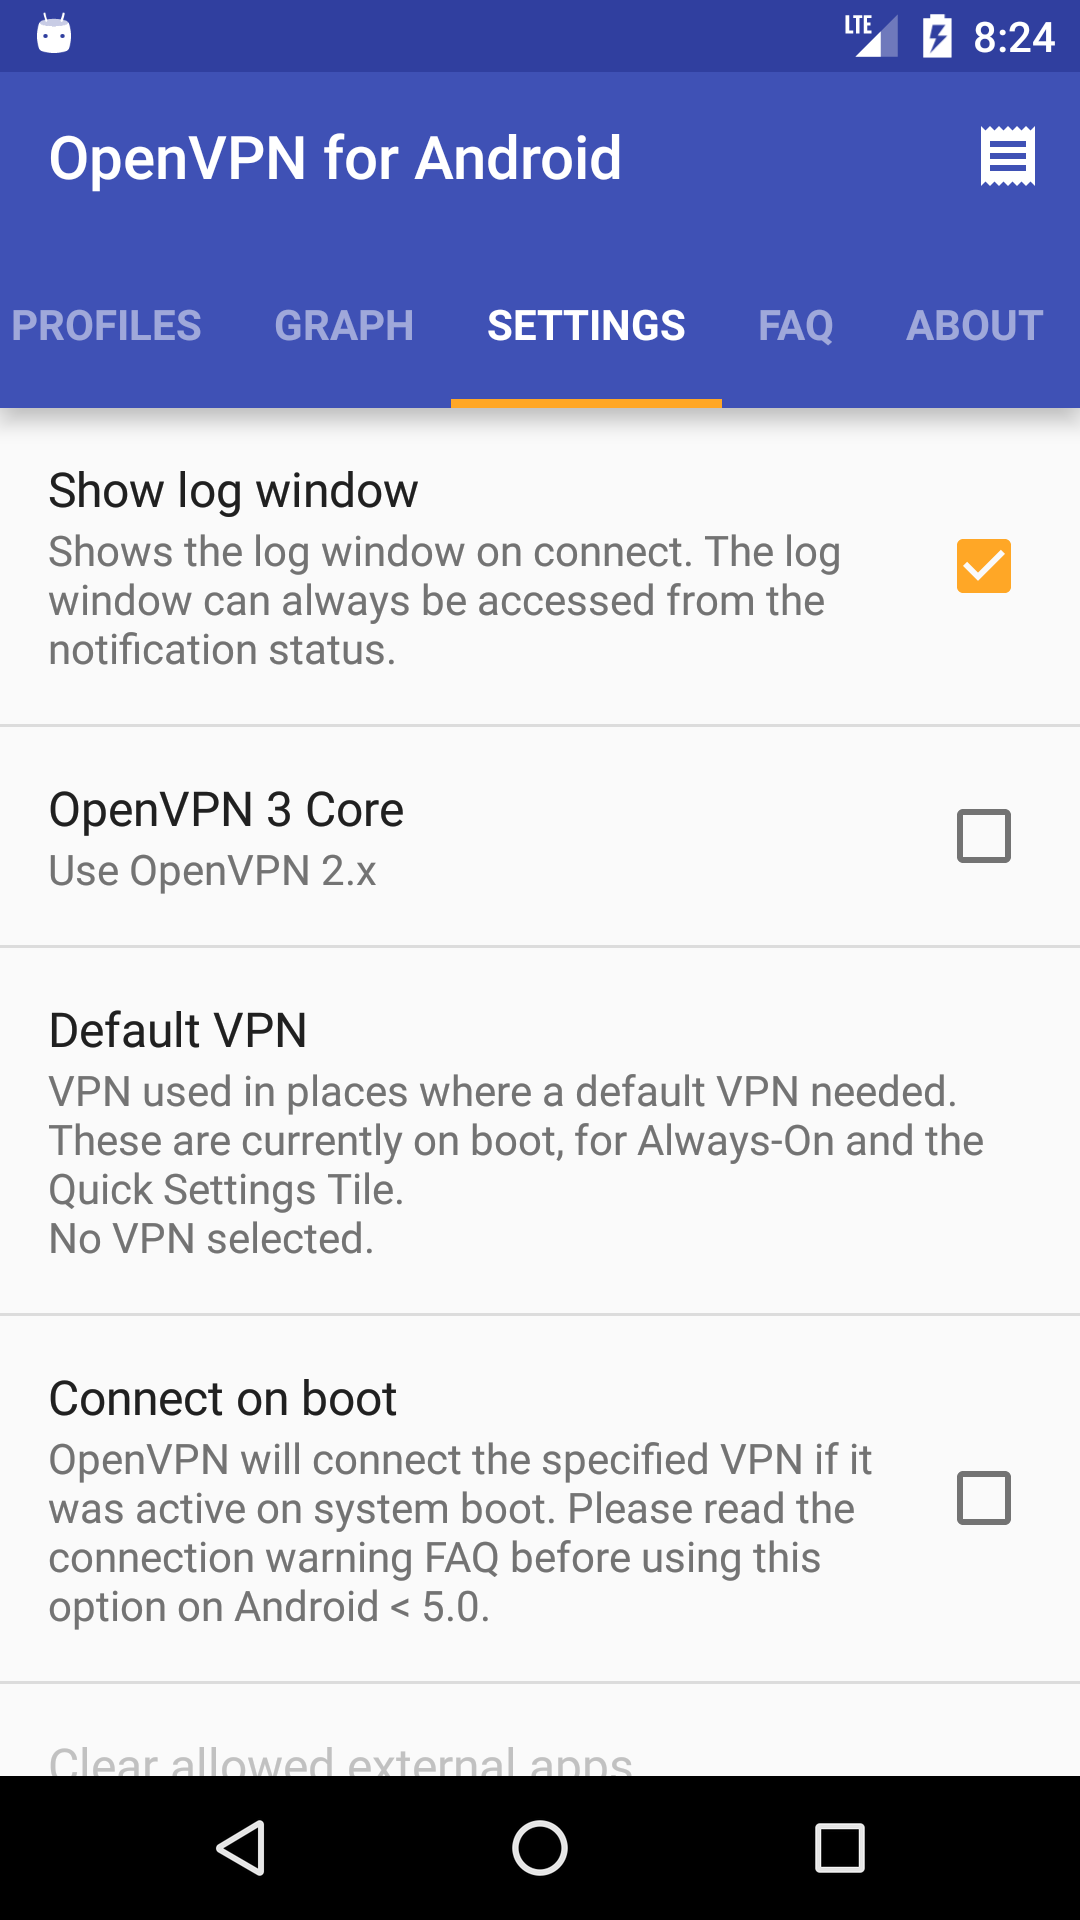 LTE 8:24
OpenVPN for Android
PROFILES GRAPH SETTINGS FAQ ABOUT
Show log window
Shows the log window on connect. The log
window can always be accessed from the
notification status.
OpenVPN 3 Core
Use OpenVPN 2.x
Default VPN
VPN used in places where a default VPN needed.
These are currently on boot, for Always-On and the
Quick Settings Tile.
No VPN selected.
Connect on boot
OpenVPN will connect the specified VPN if it
was active on system boot. Please read the
connection warning FAQ before using this
option on Android < 5.0.
Clear allowed external apps